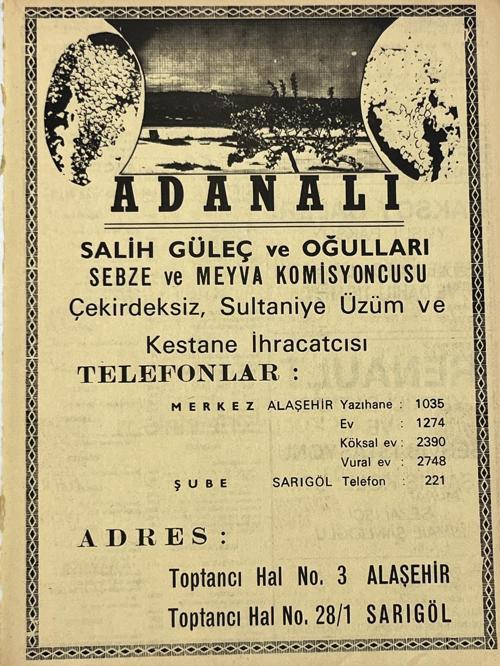 ADANALI
SALİH GÜLEÇ ve OĞULLARI
SEBZE ve MEYVA KOMİSYONCUSU
Çekirdeksiz, Sultaniye Üzüm ve
Kestane İhracatcısı
TELEFONLAR :
MERKEZ ALAŞEHİR Yazıhane : 1035
Ev : 1274
Köksal ev : 2390
Vural ev : 2748
ŞUBE SARIGÖL Telefon : 221
ADRES :
Toptancı Hal No. 3 ALAŞEHİR
Toptancı Hal No. 28/1 SARIGÖL